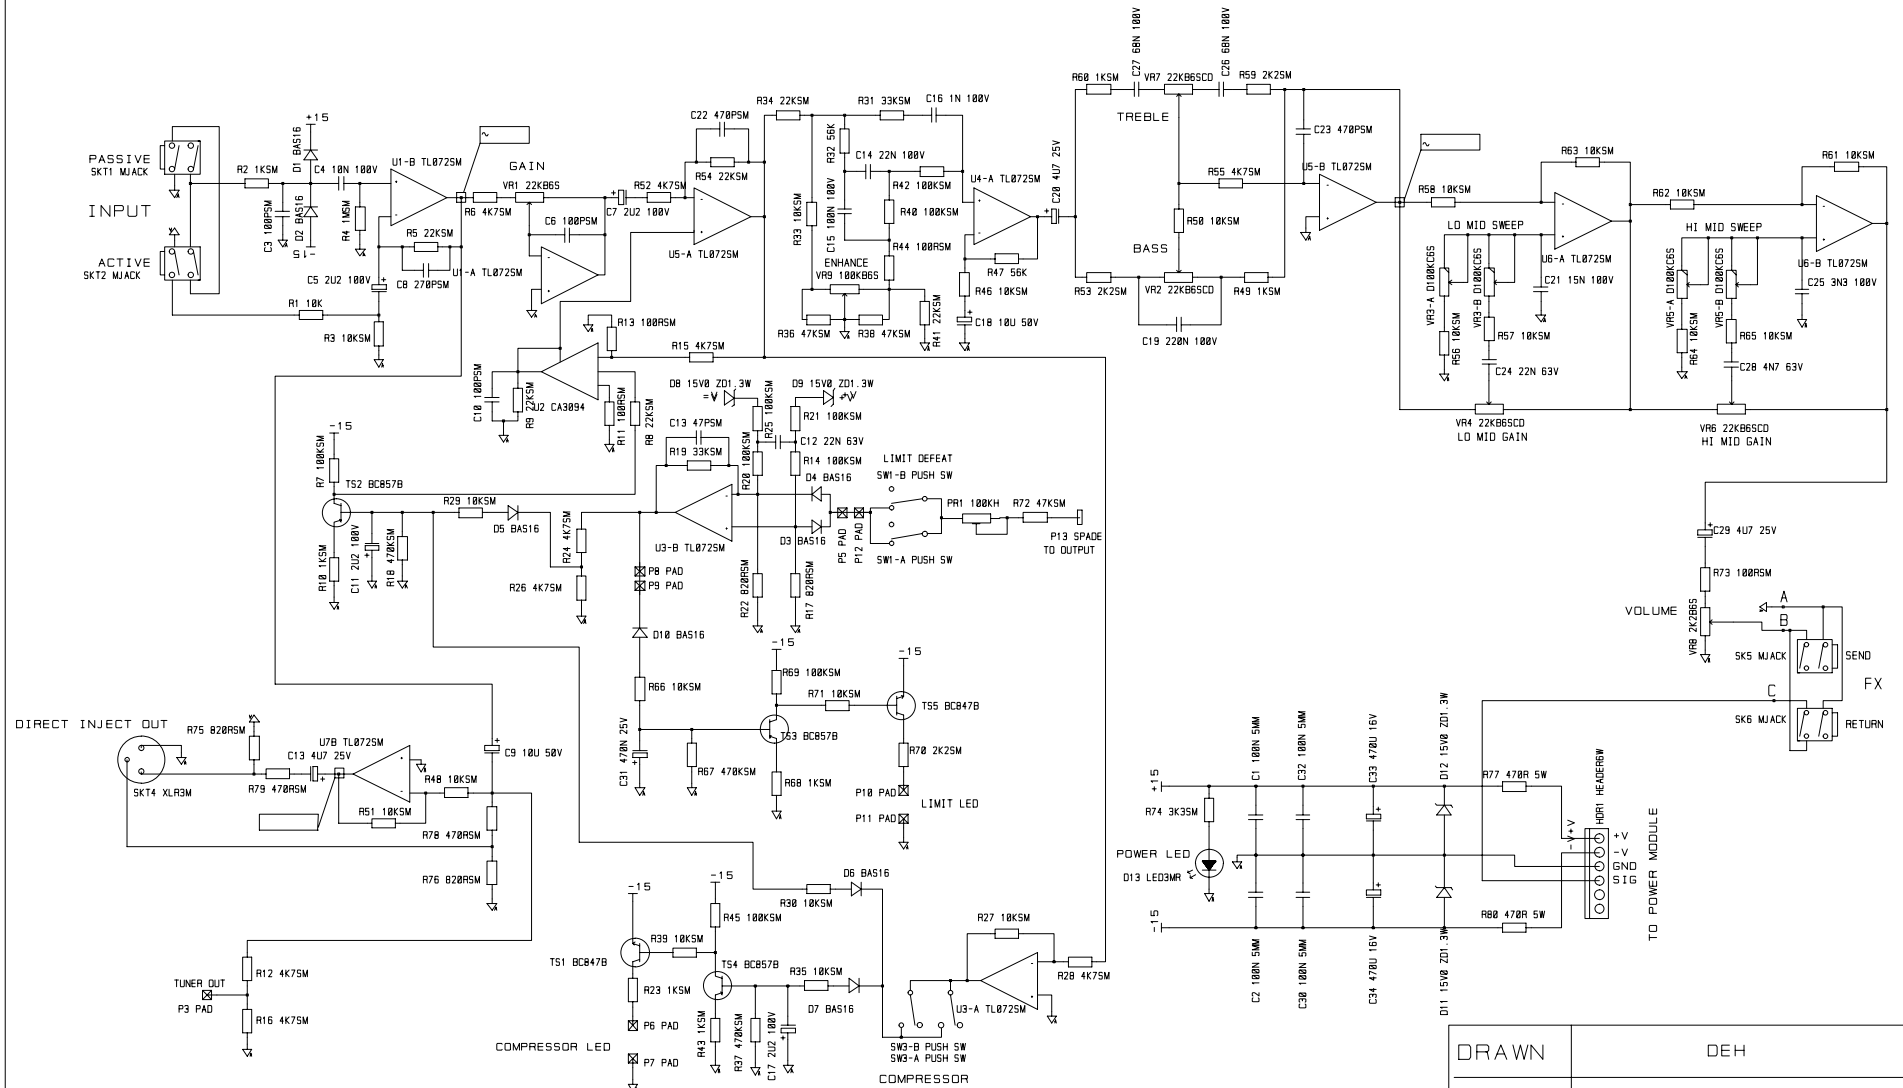 PASSIVE
SKT1 MJACK
INPUT
ACTIVE
SKT2 MJACK
R2 1KSM
C3 100PSM
+15
D1 BAS16
D2 BAS16
-15
C4 10N 100V
R4 1MSM
U1-B TL072SM
R5 22KSM
C8 270PSM
C5 2U2 100V
R1 10K
R3 10KSM
~
GAIN
R6 4K7SM
VR1 22KB6S
C6 100PSM
U1-A TL072SM
C7 2U2 100V
R52 4K7SM
C22 470PSM
R54 22KSM
U5-A TL072SM
R34 22KSM
R31 33KSM
C16 1N 100V
R32 56K
C14 22N 100V
R42 100KSM
R33 10KSM
C15 100N 100V
R40 100KSM
R44 100RSM
ENHANCE
VR9 100KB6S
R36 47KSM
R38 47KSM
R41 22KSM
U4-A TL072SM
R47 56K
R46 10KSM
C18 10U 50V
C20 4U7 25V
R60 1KSM
C27 68N 100V
VR7 22KB6SCD
C26 68N 100V
R59 2K2SM
TREBLE
R55 4K7SM
R50 10KSM
BASS
R53 2K2SM
VR2 22KB6SCD
R49 1KSM
C19 220N 100V
C23 470PSM
U5-B TL072SM
~
R58 10KSM
R63 10KSM
LO MID SWEEP
VR3-A D100KC6S
VR3-B D100KC6S
R56 10KSM
R57 10KSM
C24 22N 63V
U6-A TL072SM
C21 15N 100V
VR4 22KB6SCD
LO MID GAIN
R62 10KSM
R61 10KSM
HI MID SWEEP
VR5-A D100KC6S
VR5-B D100KC6S
R64 10KSM
R65 10KSM
C28 4N7 63V
U6-B TL072SM
C25 3N3 100V
VR6 22KB6SCD
HI MID GAIN
R13 100RSM
R15 4K7SM
C10 100PSM
R9 22KSM
U2 CA3094
R11 100RSM
R8 22KSM
-15
R7 100KSM
TS2 BC857B
R10 1KSM
C11 2U2 100V
R18 470KSM
R29 10KSM
D5 BAS16
R24 4K7SM
R26 4K7SM
C13 47PSM
R19 33KSM
U3-B TL072SM
D8 15V0 ZD1.3W
D9 15V0 ZD1.3W
=V
+V
R25 100KSM
R21 100KSM
C12 22N 63V
R20 100KSM
R14 100KSM
D4 BAS16
D3 BAS16
R22 820RSM
R17 820RSM
P5 PAD
P12 PAD
LIMIT DEFEAT
SW1-B PUSH SW
SW1-A PUSH SW
PR1 100KH
R72 47KSM
P13 SPADE
TO OUTPUT
P8 PAD
P9 PAD
D10 BAS16
R66 10KSM
C31 470N 25V
R67 470KSM
-15
R69 100KSM
TS3 BC857B
R68 1KSM
R71 10KSM
-15
TS5 BC847B
R70 2K2SM
P10 PAD
P11 PAD
LIMIT LED
DIRECT INJECT OUT
SKT4 XLR3M
R75 820RSM
R79 470RSM
C13 4U7 25V
U7B TL072SM
R51 10KSM
R48 10KSM
C9 10U 50V
R78 470RSM
R76 820RSM
TUNER OUT
P3 PAD
R12 4K7SM
R16 4K7SM
COMPRESSOR LED
-15
TS1 BC847B
R23 1KSM
P6 PAD
P7 PAD
R39 10KSM
-15
R45 100KSM
TS4 BC857B
R43 1KSM
R37 470KSM
C17 2U2 100V
R35 10KSM
D7 BAS16
R30 10KSM
D6 BAS16
SW3-B PUSH SW
SW3-A PUSH SW
COMPRESSOR
R27 10KSM
U3-A TL072SM
R28 4K7SM
C29 4U7 25V
R73 100RSM
VOLUME
VR8 2K2B6S
A
B
SK5 MJACK
SEND
FX
C
SK6 MJACK
RETURN
+15
R74 3K3SM
POWER LED
D13 LED3MR
-15
C1 100N 5MM
C32 100N 5MM
C33 470U 16V
D12 15V0 ZD1.3W
C2 100N 5MM
C30 100N 5MM
C34 470U 16V
D11 15V0 ZD1.3W
R77 470R 5W
R80 470R 5W
-V
+V
HDR1 HEADER6W
+V
-V
GND
SIG
TO POWER MODULE
DRAWN
DEH